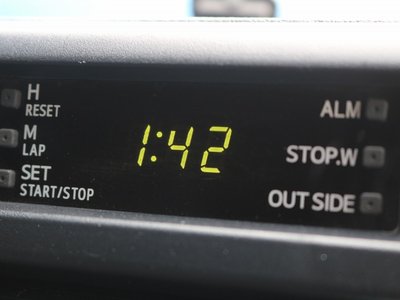 H
RESET
M
LAP
SET
START/STOP
1:42
ALM
STOP.W
OUT SIDE